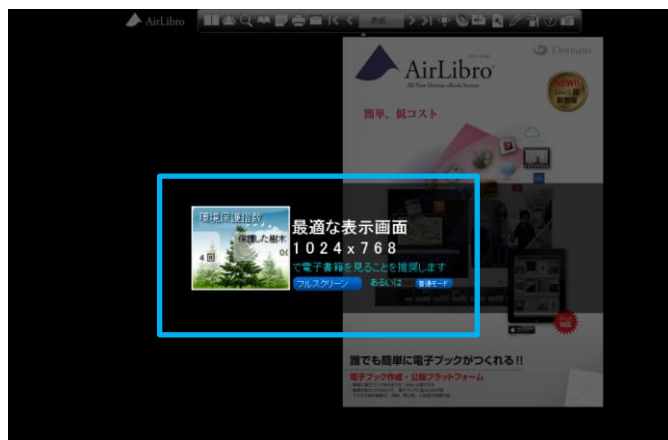 AirLibro
表紙
Denson
AirLibro
All New Denson eBook System
NEW!!
簡単、低コスト
環境保護指数
保護した樹木
4回
最適な表示画面
1024x768
で電子書籍を見ることを推奨します
フルスクリーン あるいは 普通モード
対応
誰でも簡単に電子ブックがつくれる!!
電子ブック作成・公開プラットフォーム